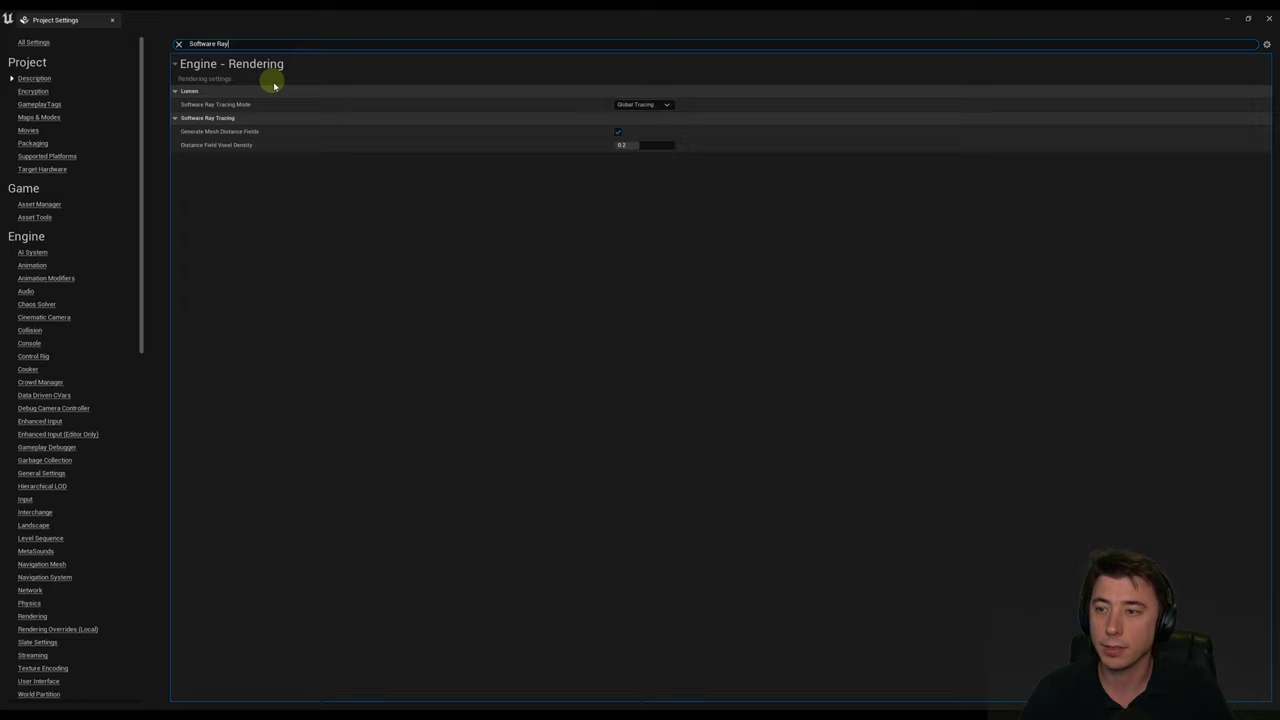 Project Settings
All Settings
Project
Description
Encryption
GameplayTags
Maps & Modes
Movies
Packaging
Supported Platforms
Target Hardware
Game
Asset Manager
Asset Tools
Engine
AI System
Animation
Animation Modifiers
Audio
Chaos Solver
Cinematic Camera
Collision
Console
Control Rig
Cooker
Crowd Manager
Data Driven CVars
Debug Camera Controller
Enhanced Input
Enhanced Input (Editor Only)
Gameplay Debugger
Garbage Collection
General Settings
Hierarchical LOD
Input
Interchange
Landscape
Level Sequence
MetaSounds
Navigation Mesh
Navigation System
Network
Physics
Rendering
Rendering Overrides (Local)
Slate Settings
Streaming
Texture Encoding
User Interface
World Partition
Software Ray
Engine - Rendering
Rendering settings
Lumen
Software Ray Tracing Mode Global Tracing
Software Ray Tracing
Generate Mesh Distance Fields
Distance Field Voxel Density 0.2